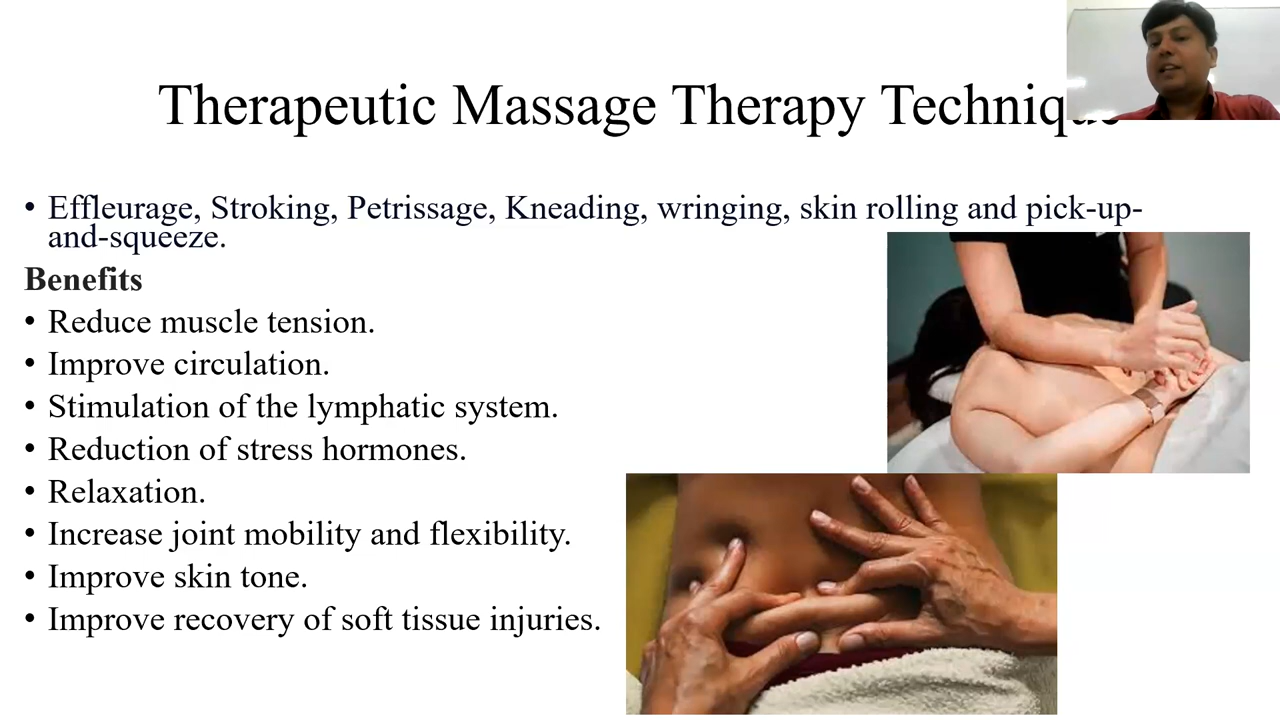 Therapeutic Massage Therapy Technique
• Effleurage, Stroking, Petrissage, Kneading, wringing, skin rolling and pick-up-
and-squeeze.
Benefits
• Reduce muscle tension.
• Improve circulation.
• Stimulation of the lymphatic system.
• Reduction of stress hormones.
• Relaxation.
• Increase joint mobility and flexibility.
• Improve skin tone.
• Improve recovery of soft tissue injuries.